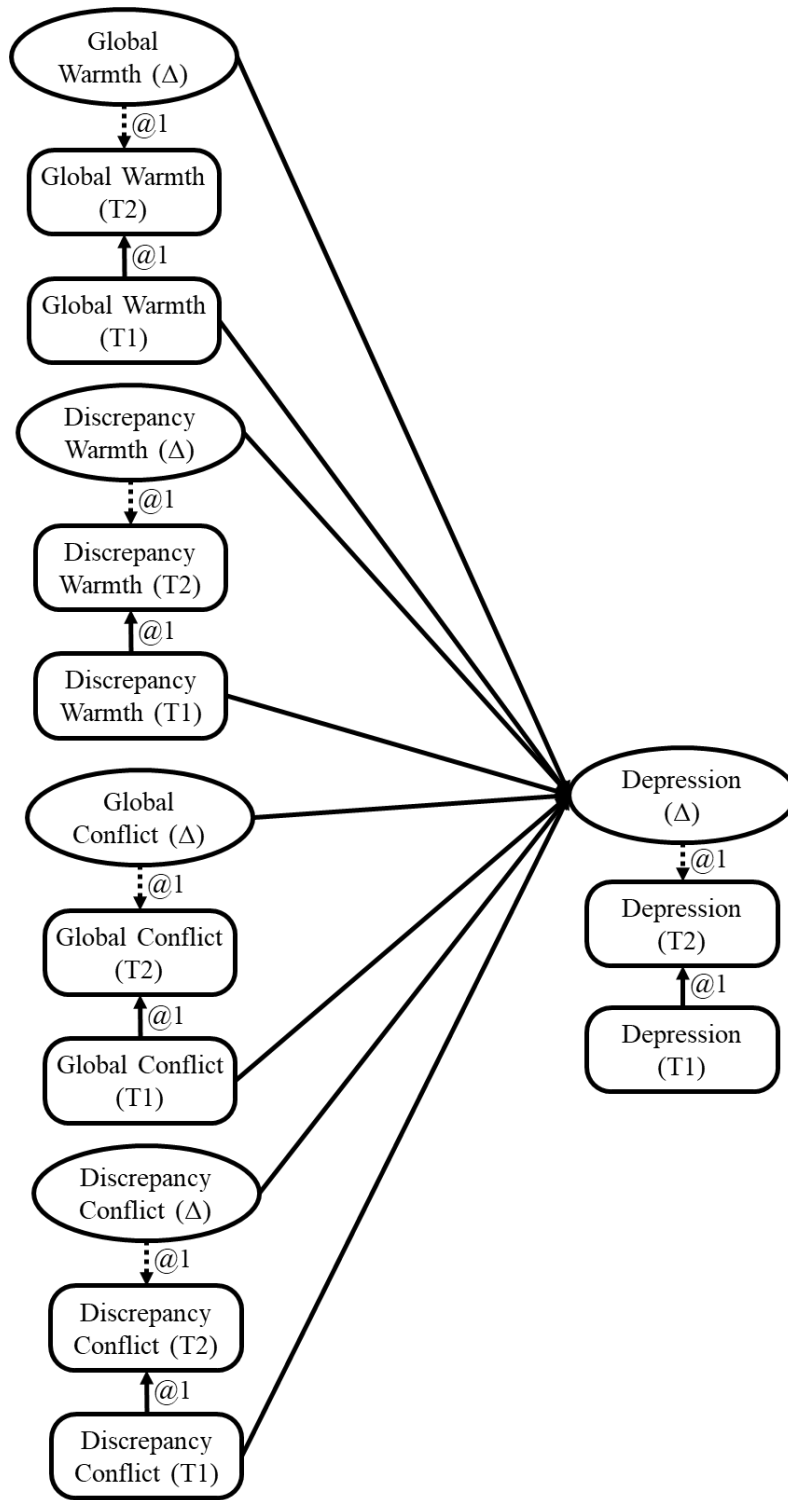 Global
Warmth (Δ)
@1
Global Warmth
(T2)
@1
Global Warmth
(T1)
Discrepancy
Warmth (Δ)
@1
Discrepancy
Warmth (T2)
@1
Discrepancy
Warmth (T1)
Global
Conflict (Δ)
@1
Global Conflict
(T2)
@1
Global Conflict
(T1)
Discrepancy
Conflict (Δ)
@1
Discrepancy
Conflict (T2)
@1
Discrepancy
Conflict (T1)
Depression
(Δ)
@1
Depression
(T2)
@1
Depression
(T1)